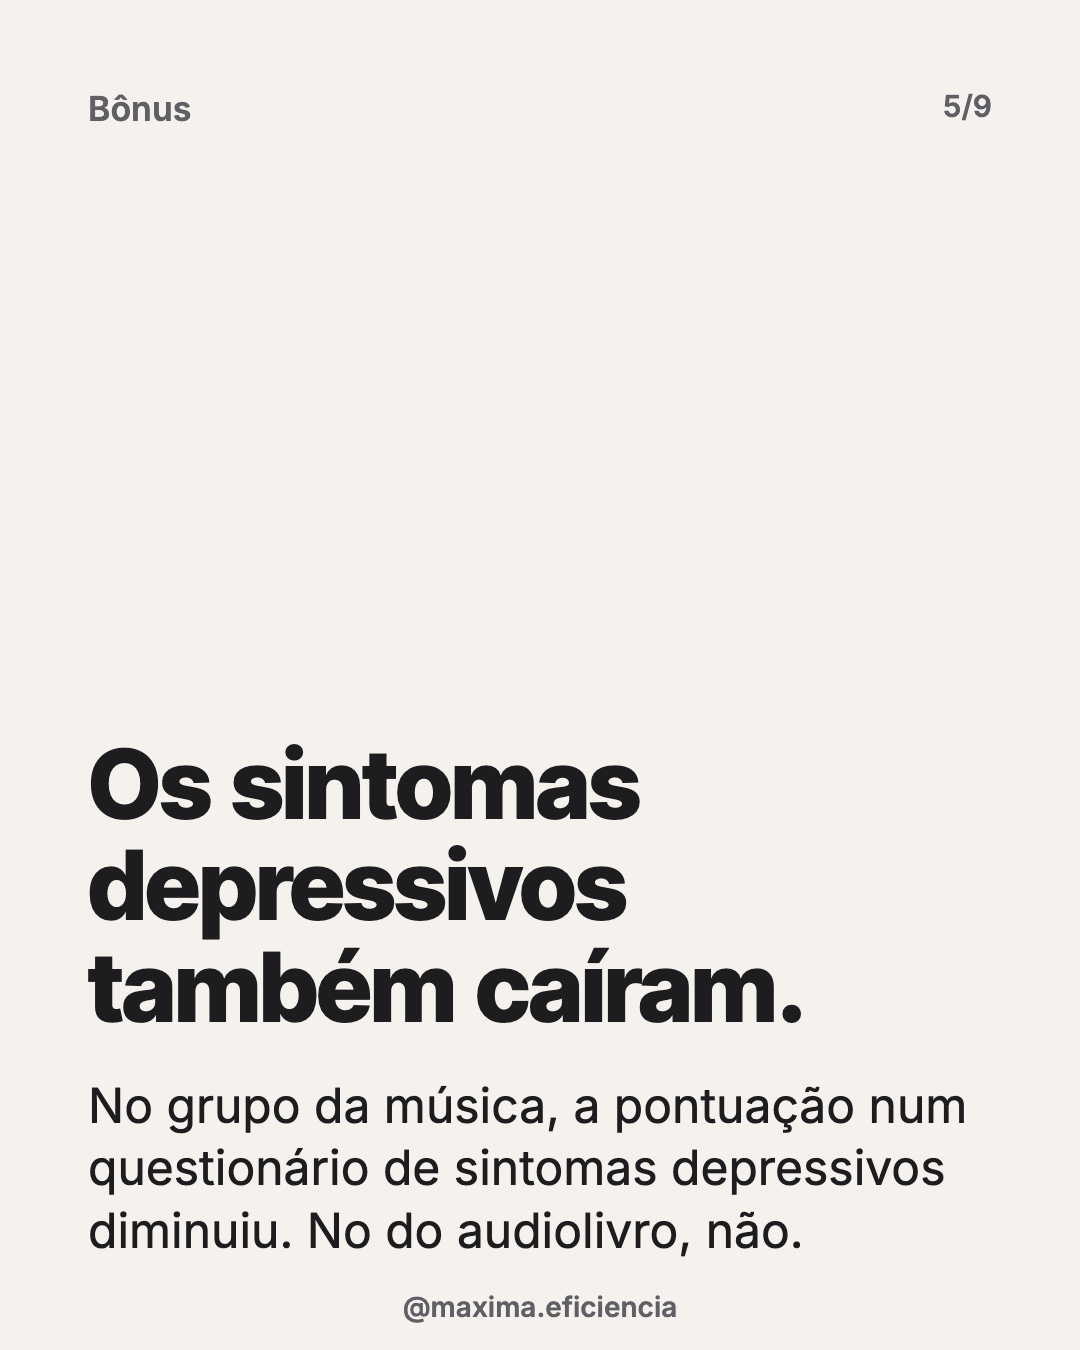 Bônus
5/9
Os sintomas
depressivos
também caíram.
No grupo da música, a pontuação num
questionário de sintomas depressivos
diminuiu. No do audiolivro, não.
@maxima.eficiencia